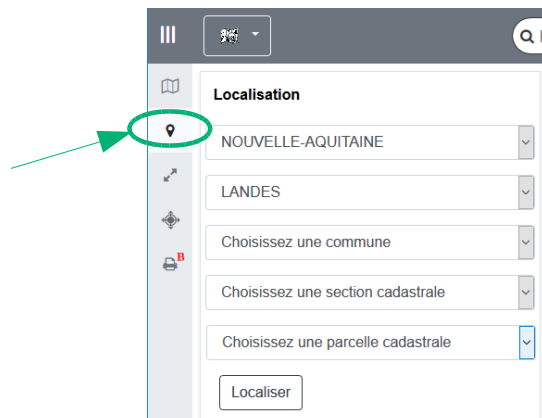 Localisation
NOUVELLE-AQUITAINE
LANDES
Choisissez une commune
B
Choisissez une section cadastrale
Choisissez une parcelle cadastrale
Localiser